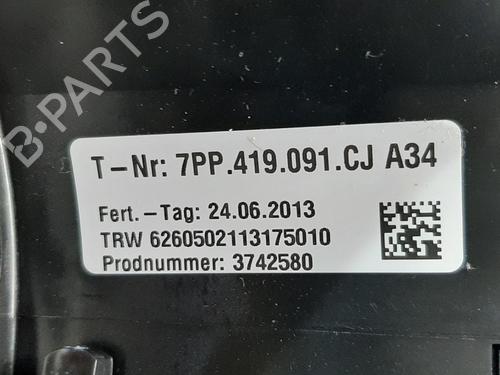 B-PARTS
T-Nr: 7PP.419.091.CJ A34
Fert.-Tag: 24.06.2013
TRW 6260502113175010
Prodnummer: 3742580